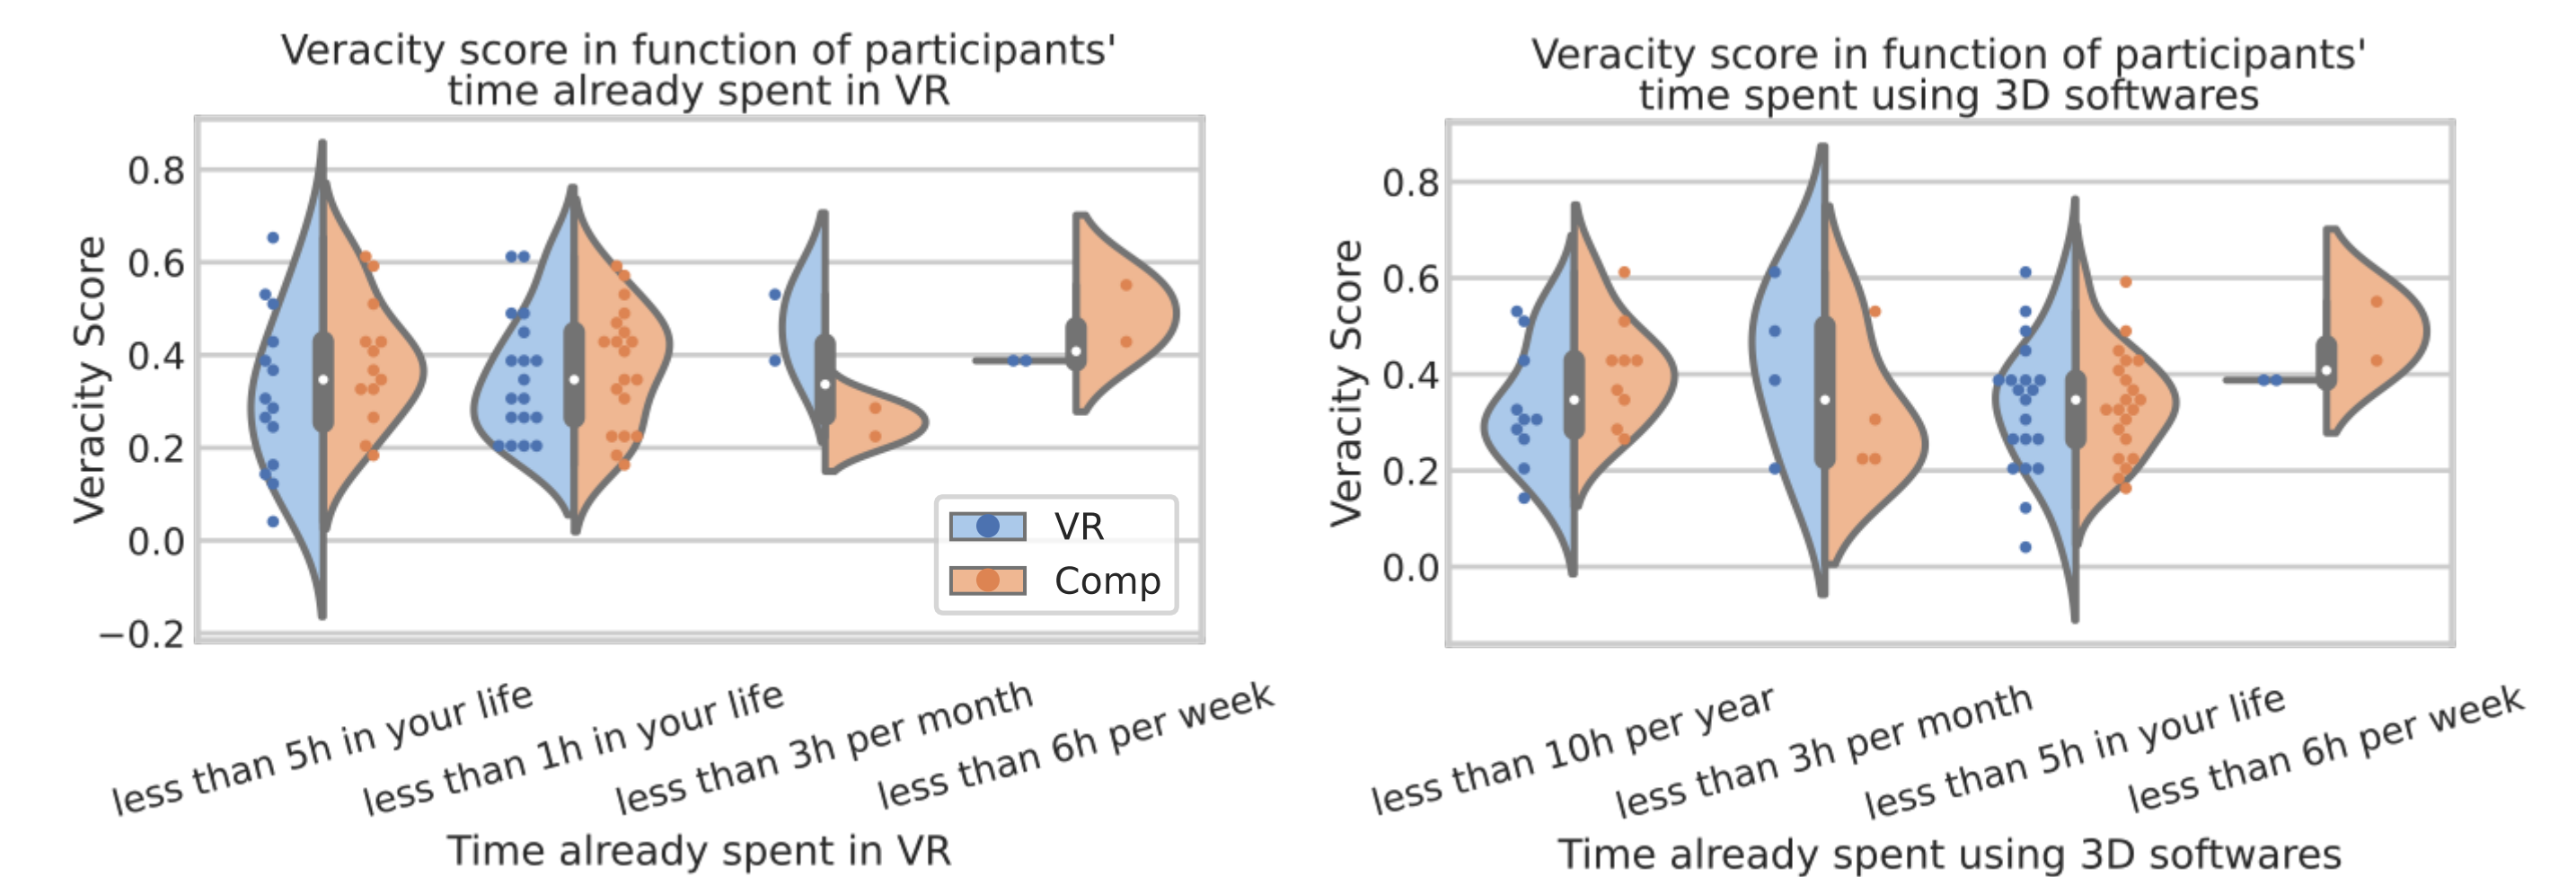 Veracity score in function of participants'
time already spent in VR
Veracity Score
0.8
0.6
0.4
0.2
0.0
−0.2
VR
Comp
less than 5h in your life
less than 1h in your life
less than 3h per month
less than 6h per week
Time already spent in VR
Veracity score in function of participants'
time spent using 3D softwares
Veracity Score
0.8
0.6
0.4
0.2
0.0
less than 10h per year
less than 3h per month
less than 5h in your life
less than 6h per week
Time already spent using 3D softwares